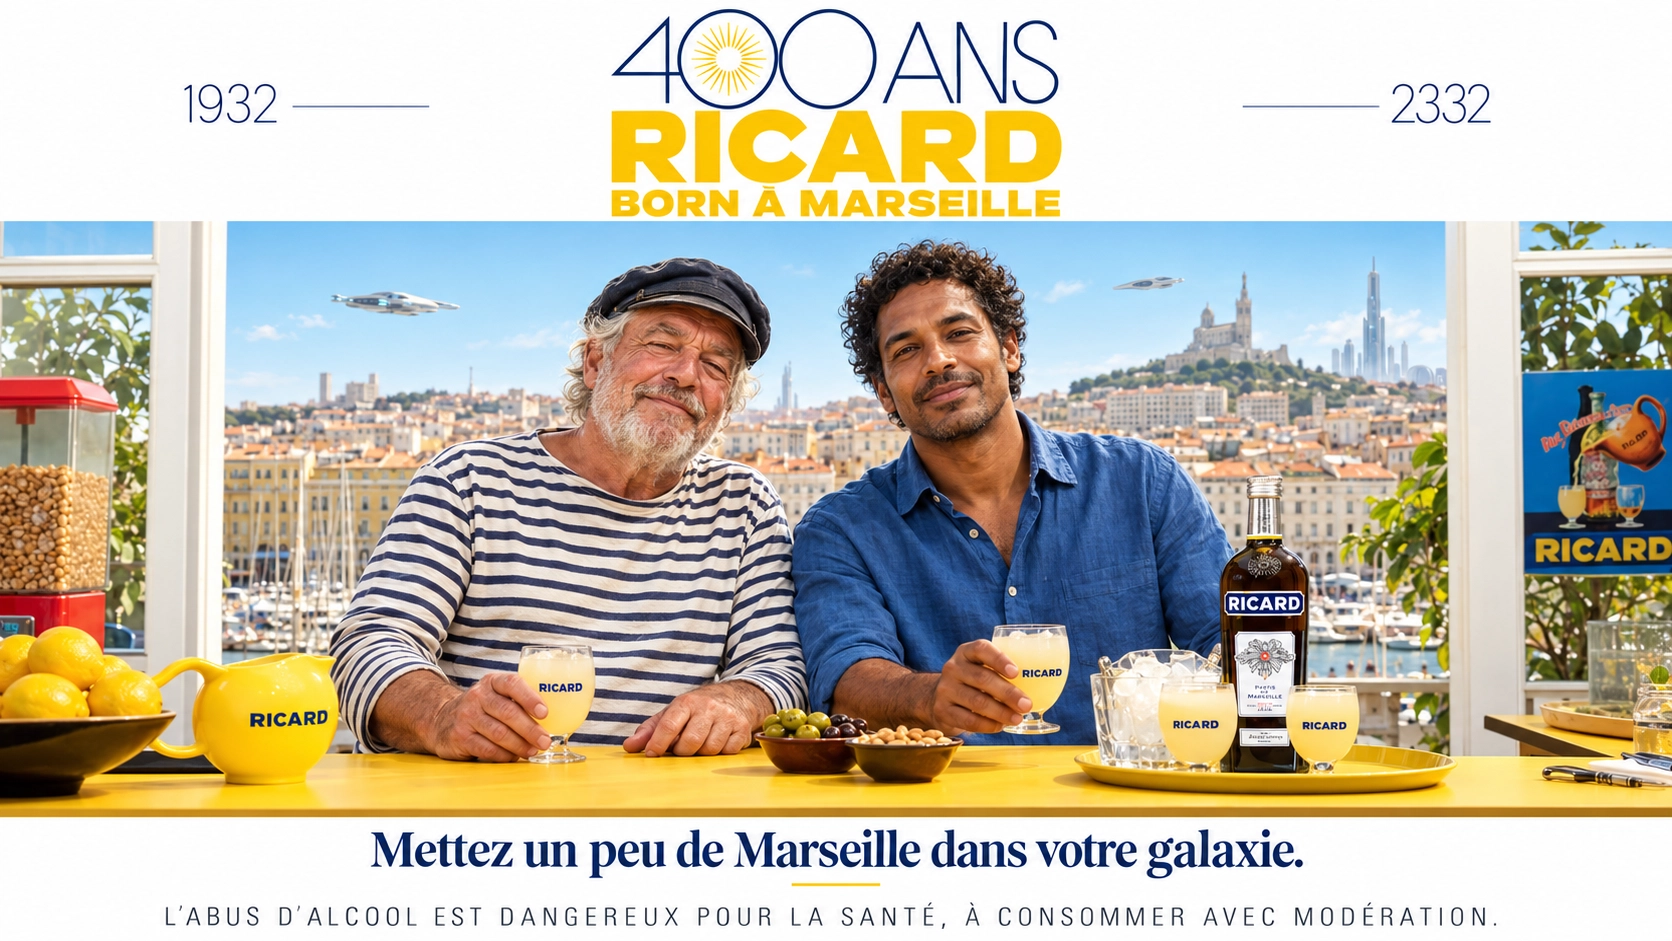 400 ANS
1932
2332
RICARD
BORN À MARSEILLE
RICARD
RICARD
RICARD
RICARD
RICARD
RICARD
RICARD
MARSEILLE
Mettez un peu de Marseille dans votre galaxie.
L'ABUS D'ALCOOL EST DANGEREUX POUR LA SANTÉ, À CONSOMMER AVEC MODÉRATION.